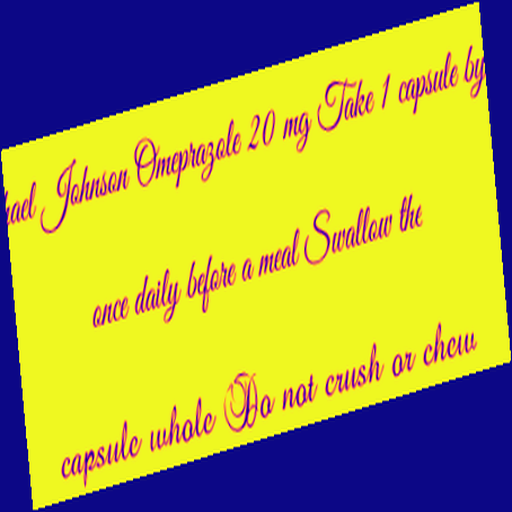 Johnson Omeprazole 20 mg Take 1 capsule by
once daily before a meal Swallow the
capsule whole Do not crush or chew